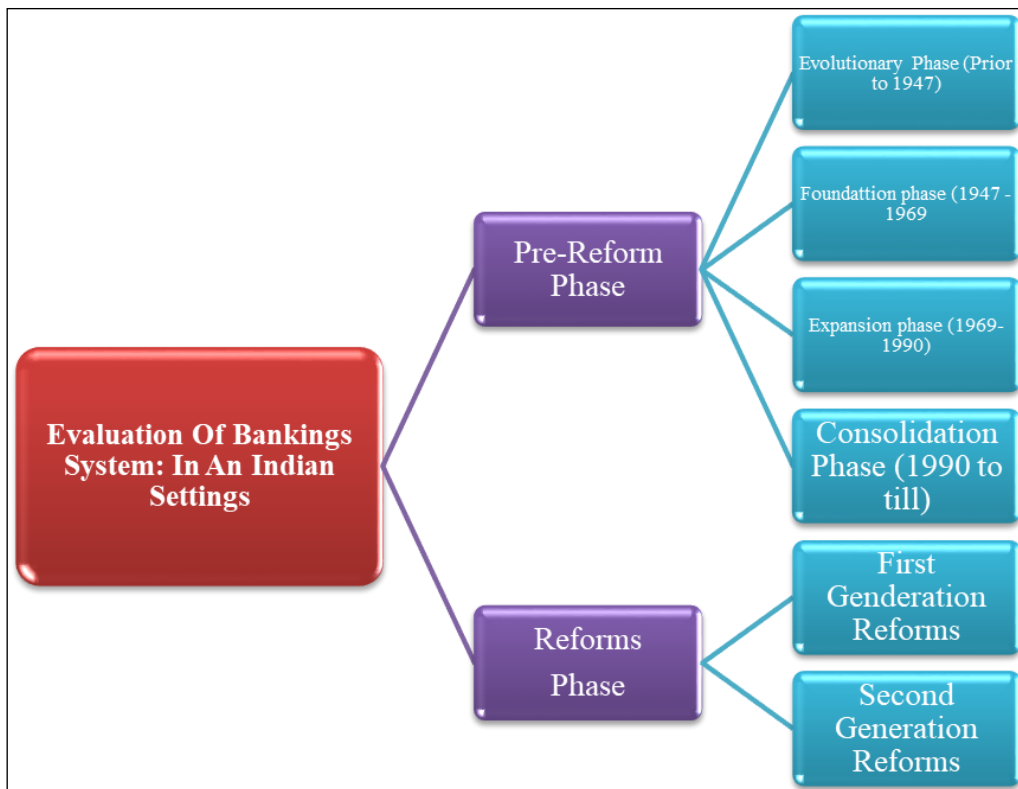 Evaluation Of Bankings
System: In An Indian
Settings
Pre-Reform
Phase
Reforms
Phase
Evolutionary Phase (Prior
to 1947)
Foundattion phase (1947 -
1969
Expansion phase (1969-
1990)
Consolidation
Phase (1990 to
till)
First
Genderation
Reforms
Second
Generation
Reforms